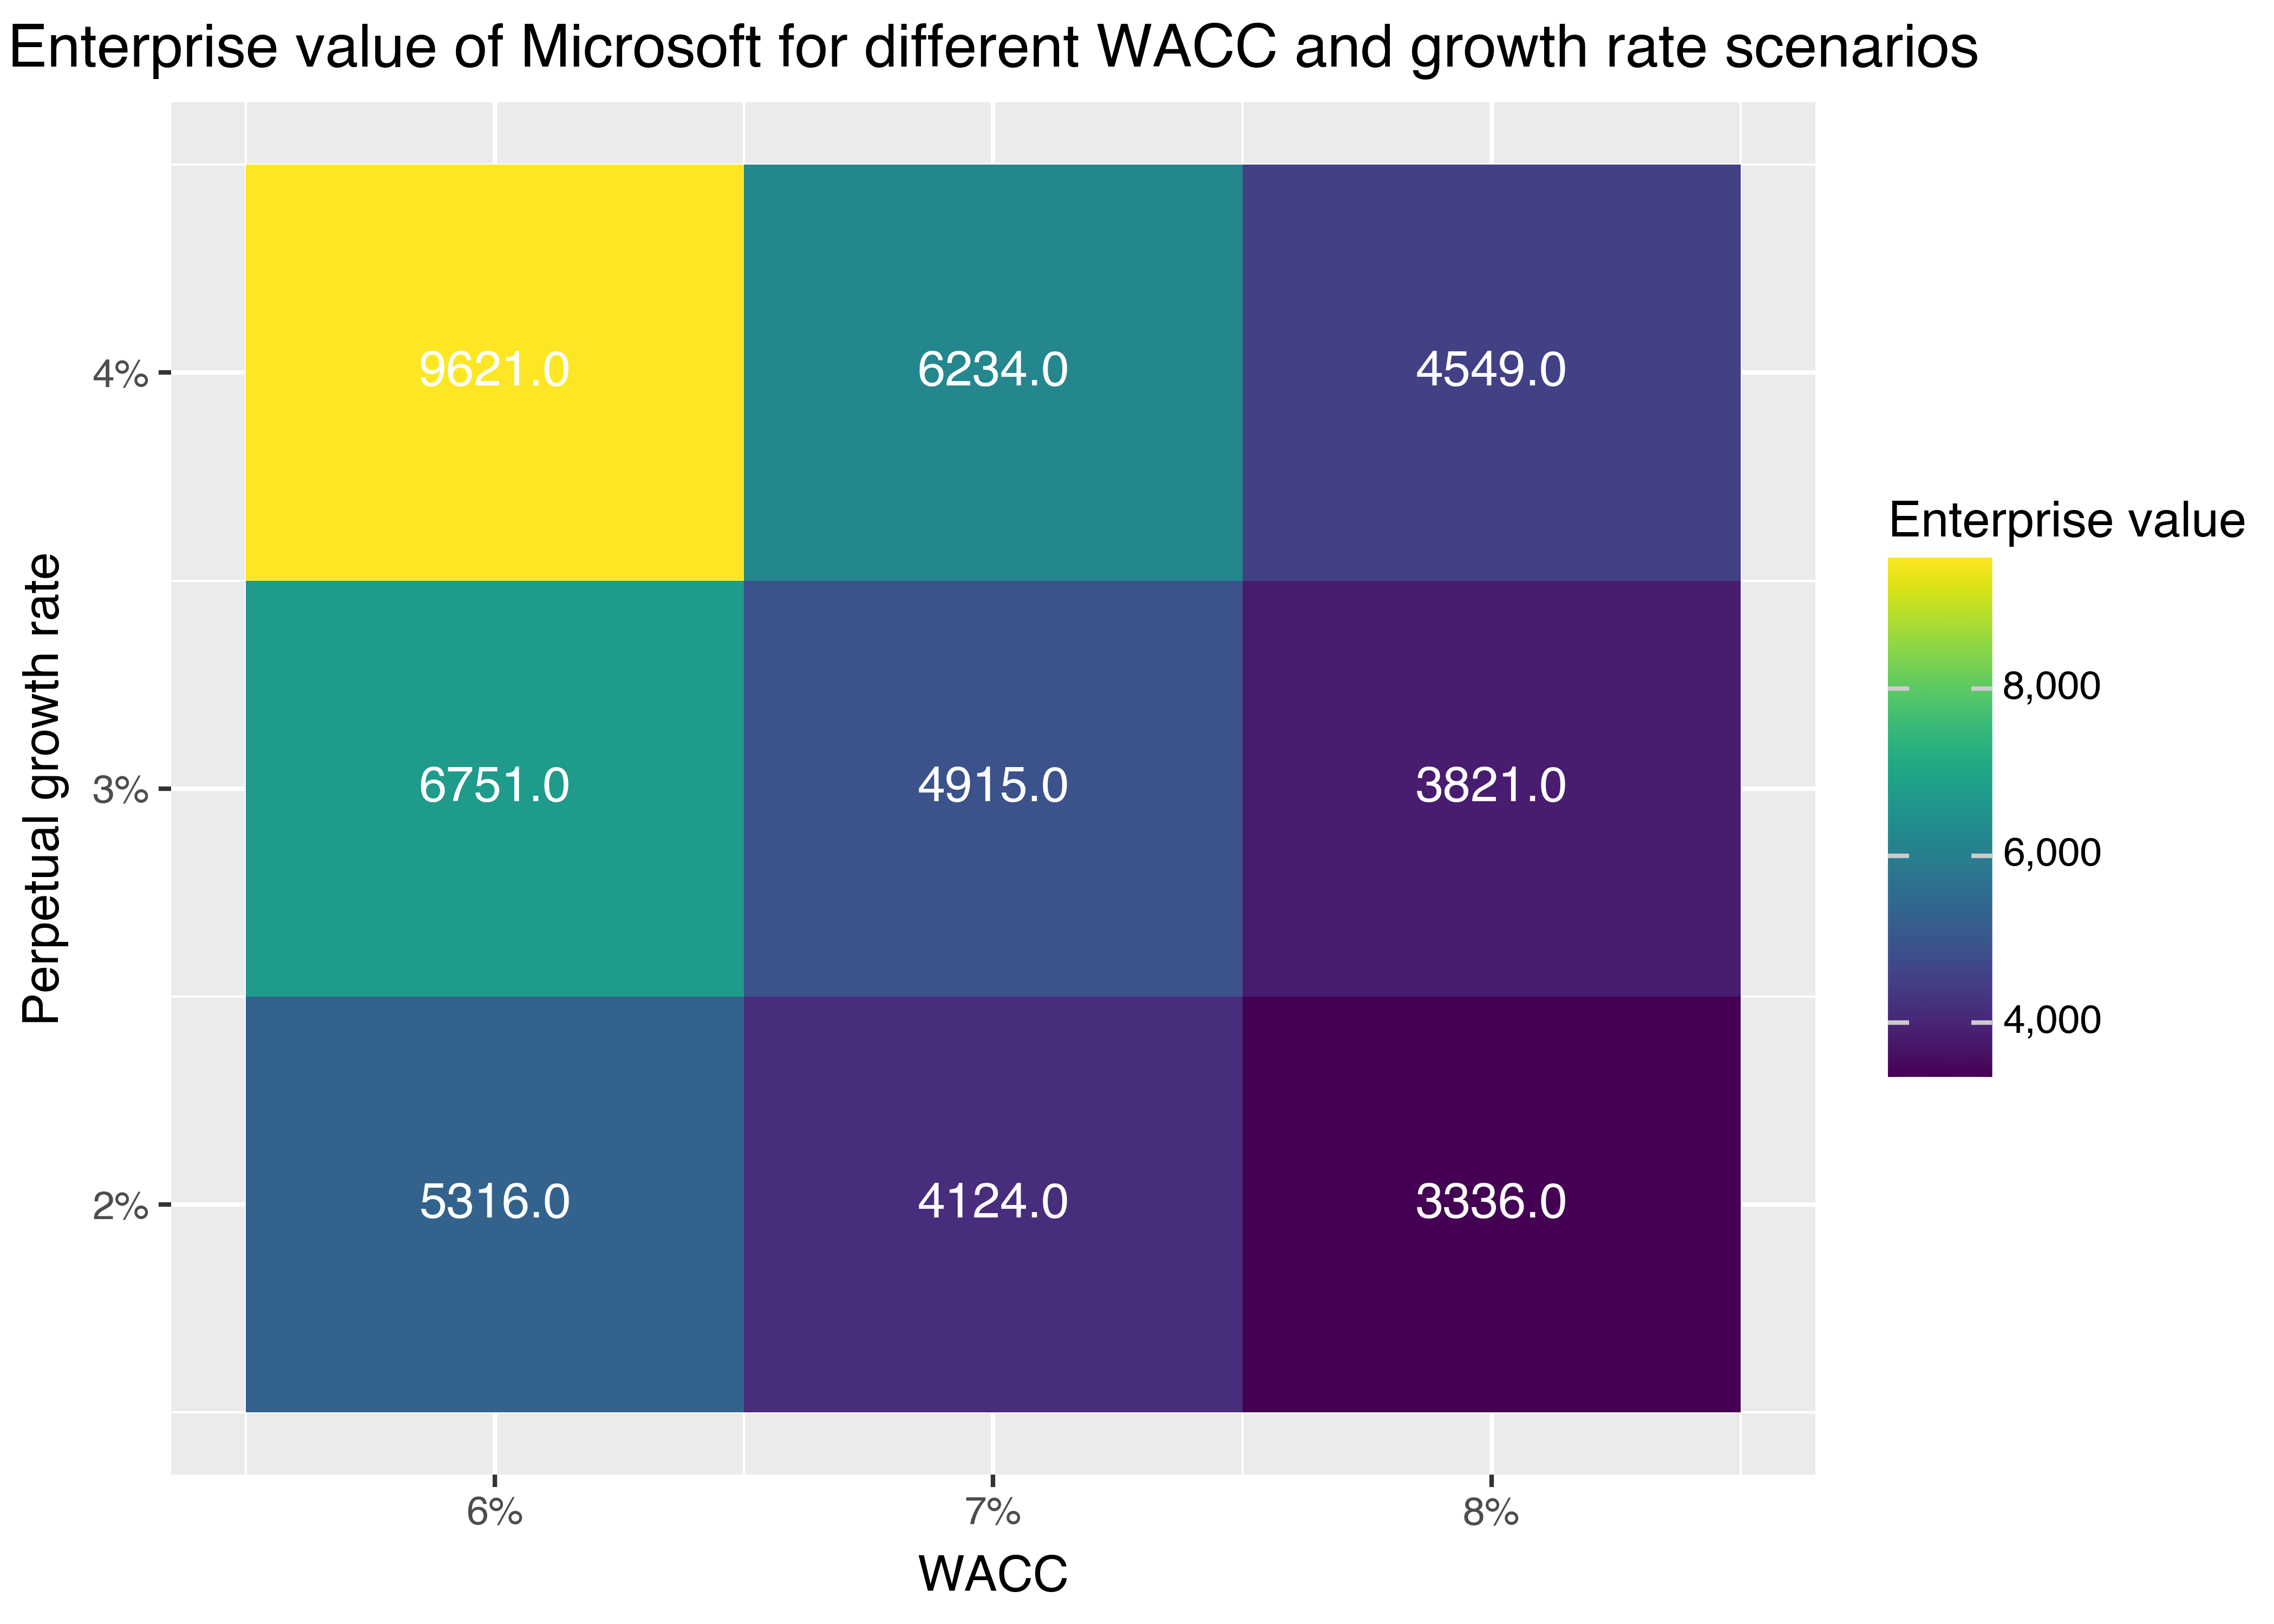 Enterprise value of Microsoft for different WACC and growth rate scenarios
Perpetual growth rate
4%
9621.0 6234.0 4549.0
3%
6751.0 4915.0 3821.0
2%
5316.0 4124.0 3336.0
6% 7% 8%
WACC
Enterprise value
8,000
6,000
4,000